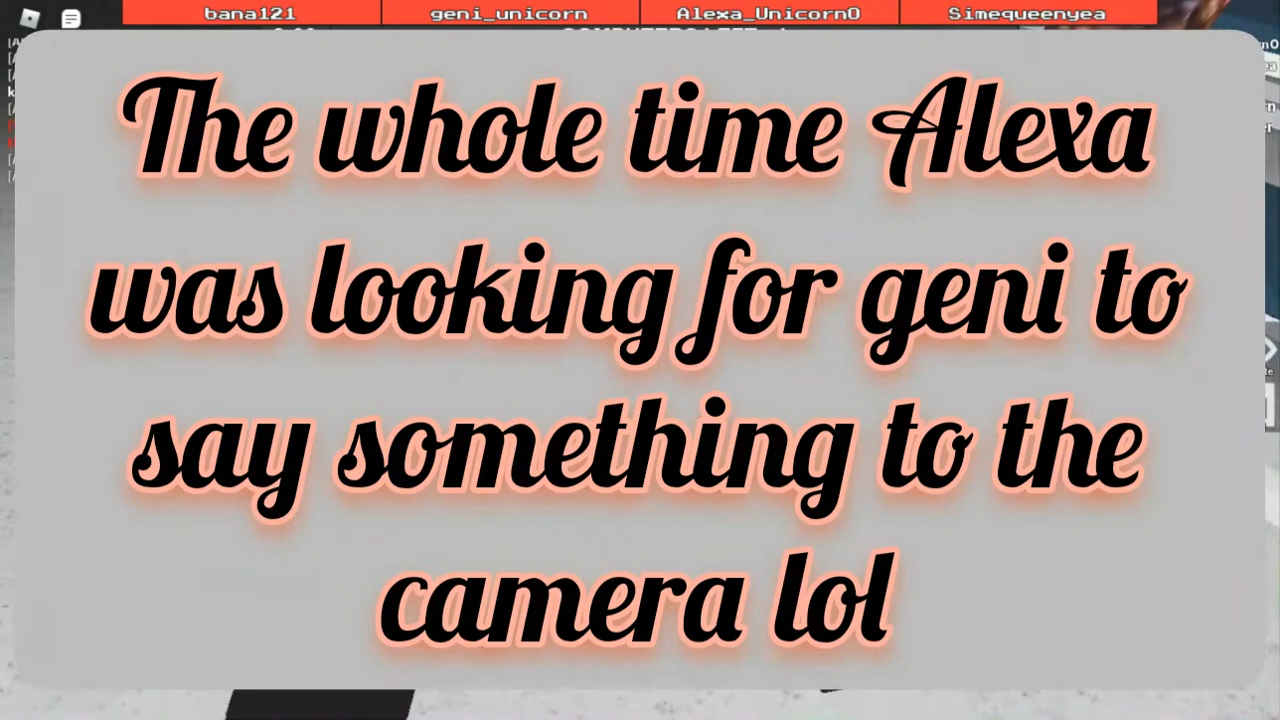 bana121 geni_unicorn Alexa_Unicorn0 Simequeenyea
The whole time Alexa
was looking for geni to
say something to the
camera lol